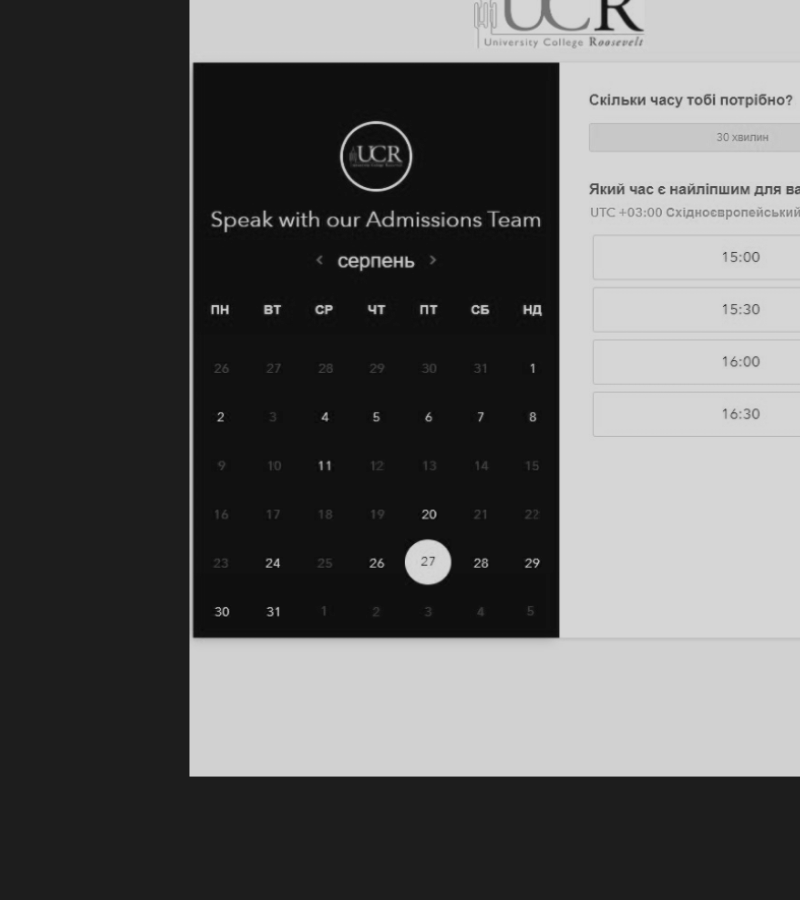 UCR
University College Roosevelt
UCR
Speak with our Admissions Team
‹ серпень ›
ПН ВТ СР ЧТ ПТ СБ НД
26 27 28 29 30 31 1
2 3 4 5 6 7 8
9 10 11 12 13 14 15
16 17 18 19 20 21 22
23 24 25 26 27 28 29
30 31 1 2 3 4 5
Скільки часу тобі потрібно?
30 хвилин
Який час є найліпшим для ва
UTC +03:00 Східноєвропейський
15:00
15:30
16:00
16:30